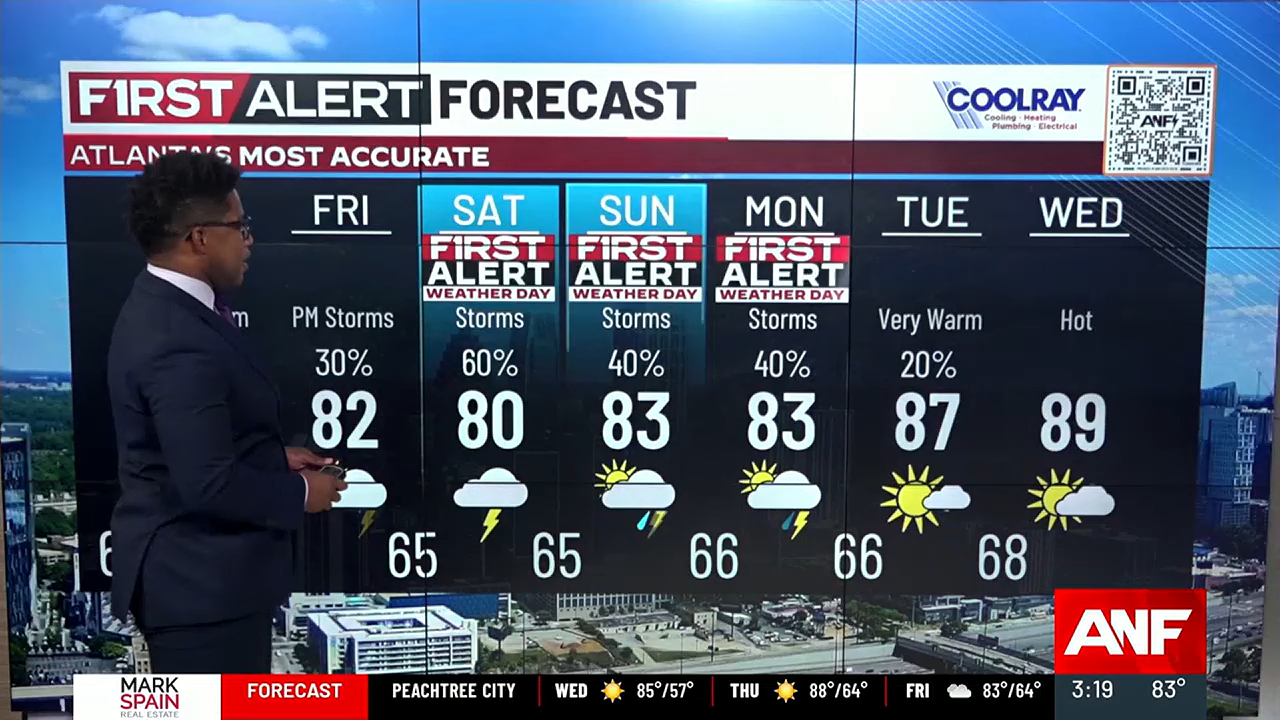 F1RST ALERT FORECAST
COOLRAY
Cooling · Heating
Plumbing · Electrical
ANF
ATLANTA'S MOST ACCURATE
FRI SAT SUN MON TUE WED
F1RST ALERT WEATHER DAY
F1RST ALERT WEATHER DAY
F1RST ALERT WEATHER DAY
m PM Storms Storms Storms Storms Very Warm Hot
30% 60% 40% 40% 20%
82 80 83 83 87 89
6 65 65 66 66 68
ANF
MARK
SPAIN
REAL ESTATE
FORECAST PEACHTREE CITY WED 85°/57° THU 88°/64° FRI 83°/64° 3:19 83°